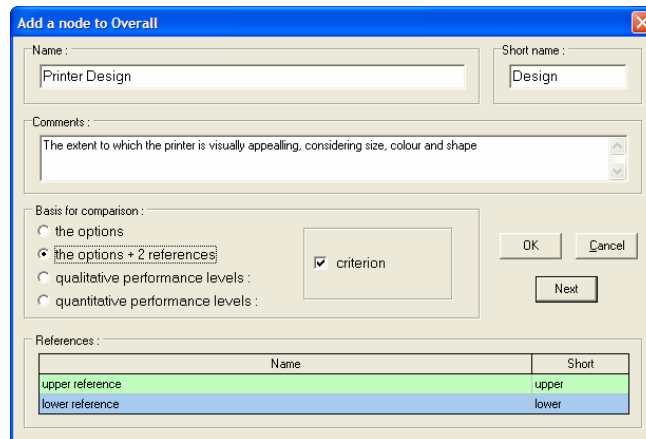 Add a node to Overall
Name :
Short name :
Printer Design
Design
Comments :
The extent to which the printer is visually appealling, considering size, colour and shape
Basis for comparison :
the options
the options + 2 references
qualitative performance levels :
quantitative performance levels :
criterion
OK
Cancel
Next
References :
Name
Short
upper reference
upper
lower reference
lower